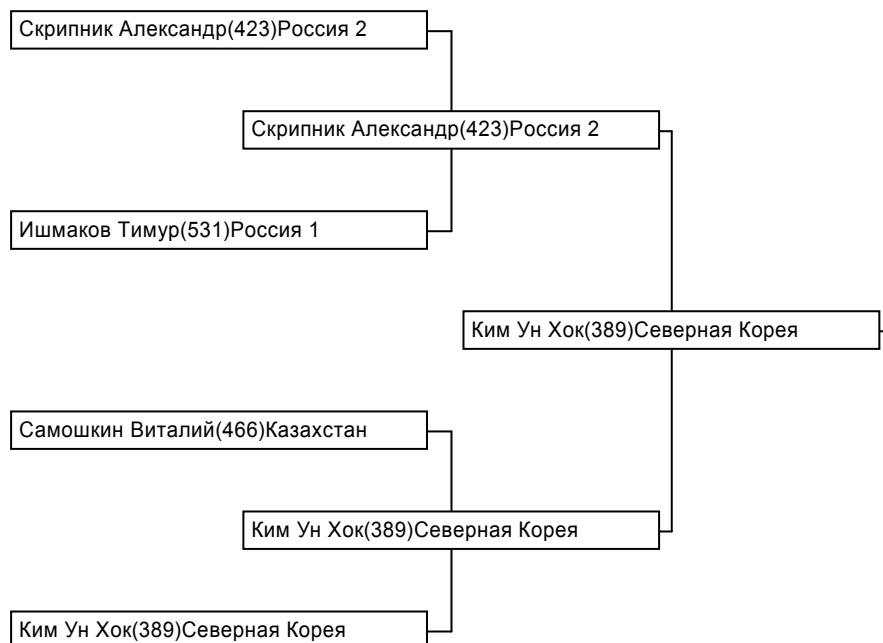 Скрипник Александр(423)Россия 2
Скрипник Александр(423)Россия 2
Ишмаков Тимур(531)Россия 1
Ким Ун Хок(389)Северная Корея
Самошкин Виталий(466)Казахстан
Ким Ун Хок(389)Северная Корея
Ким Ун Хок(389)Северная Корея